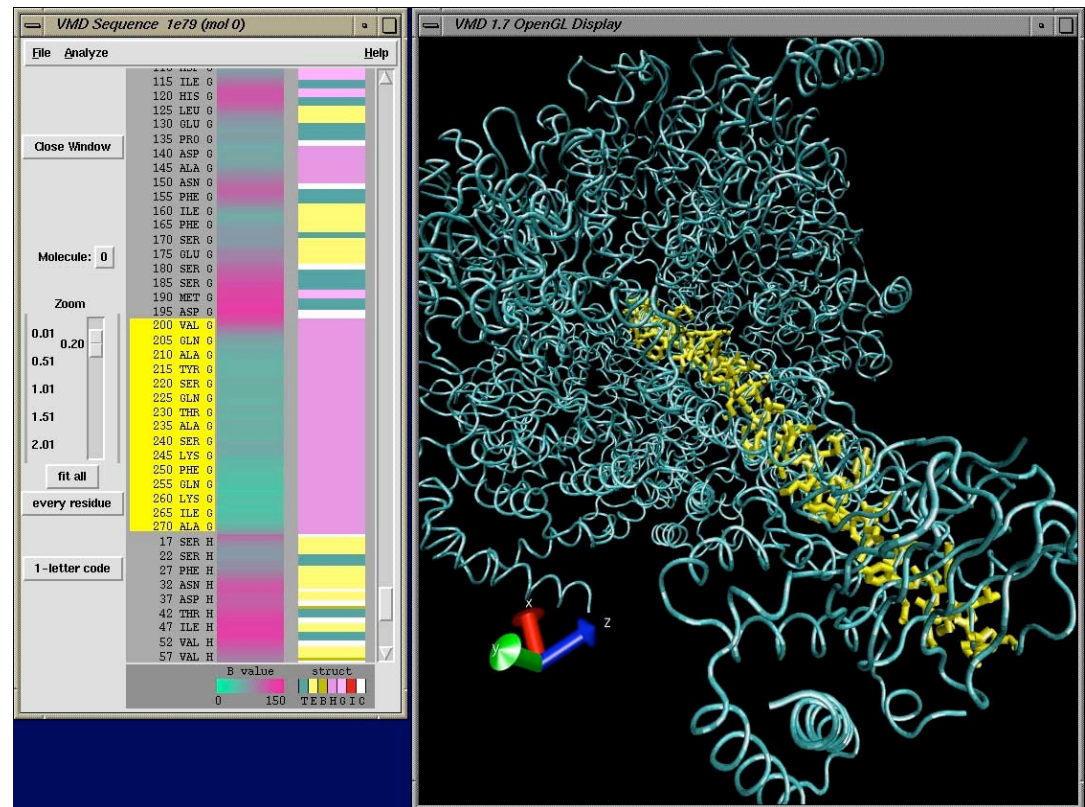 VMD Sequence 1e79 (mol 0)
File Analyze Help
115 ILE G
120 HIS G
125 LEU G
130 GLU G
135 PRO G
140 ASP G
145 ALA G
150 ASN G
155 PHE G
160 ILE G
165 PHE G
170 SER G
175 GLU G
180 SER G
185 SER G
190 MET G
195 ASP G
200 VAL G
205 GLN G
210 ALA G
215 TYR G
220 SER G
225 GLN G
230 THR G
235 ALA G
240 SER G
245 LYS G
250 PHE G
255 GLN G
260 LYS G
265 ILE G
270 ALA G
17 SER H
22 SER H
27 PHE H
32 ASN H
37 ASP H
42 THR H
47 ILE H
52 VAL H
57 VAL H
Close Window
Molecule: 0
Zoom
0.01
0.20
0.51
1.01
1.51
2.01
fit all
every residue
1-letter code
B value struct
0 150 T E B H G I C
VMD 1.7 OpenGL Display
x
y
z